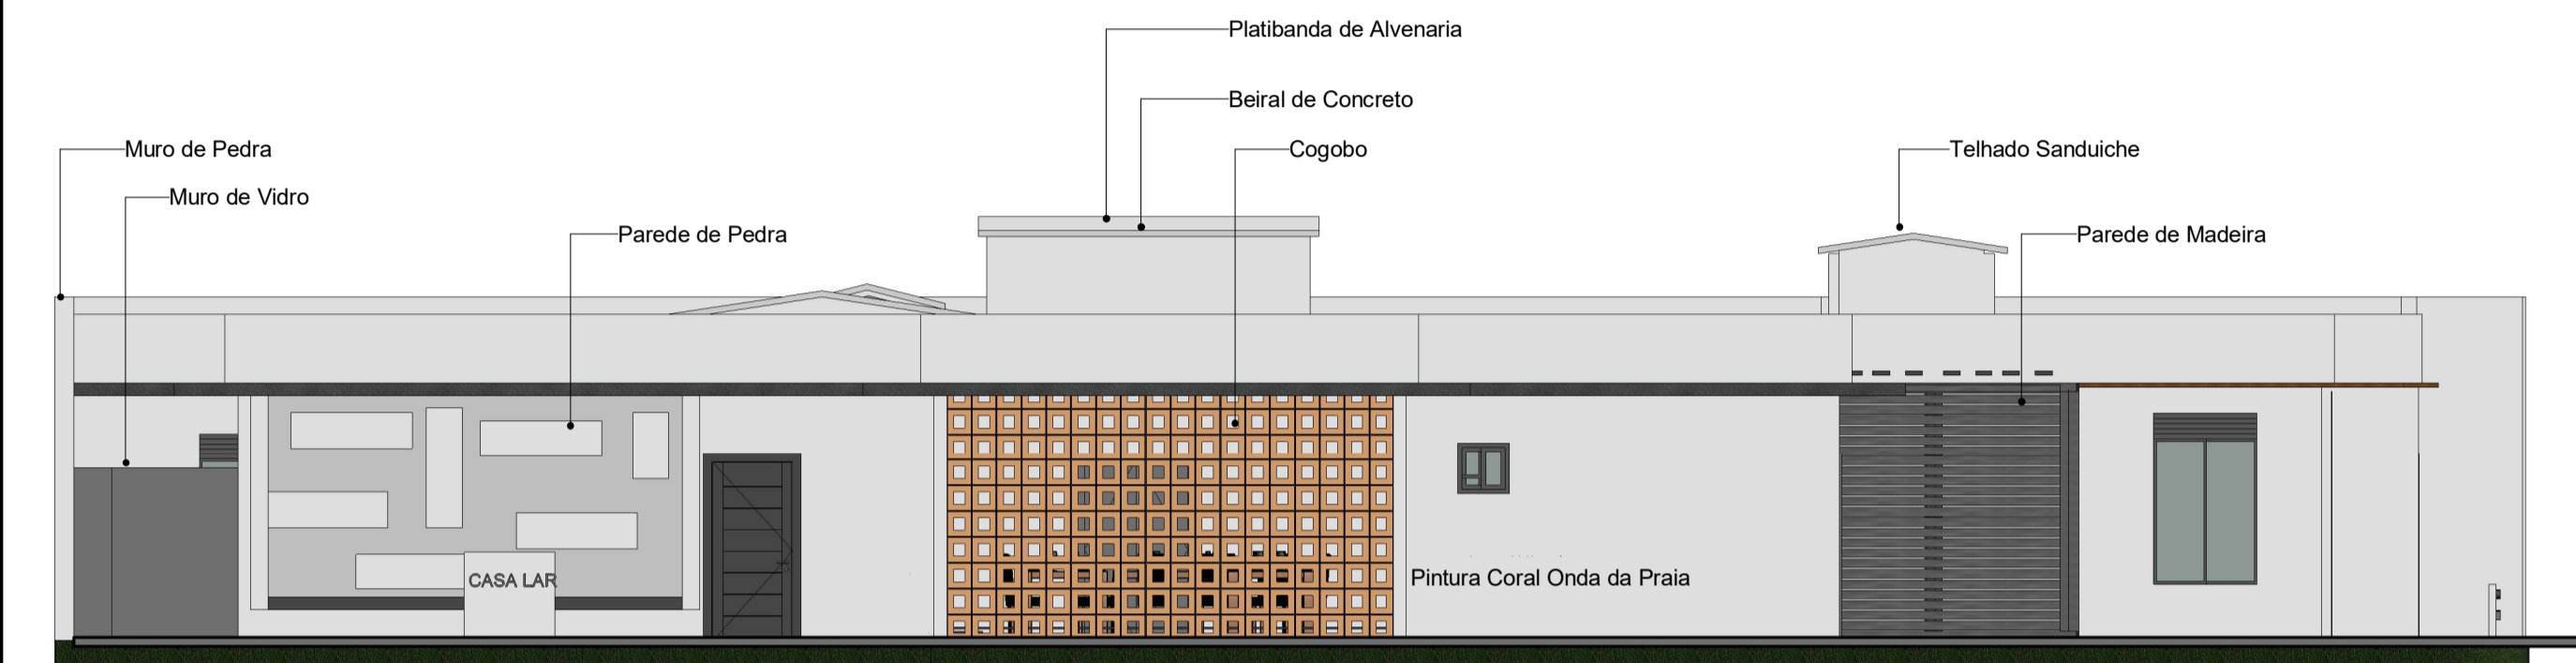 Platibanda de Alvenaria
Beiral de Concreto
Muro de Pedra
Cogobo
Telhado Sanduiche
Muro de Vidro
Parede de Pedra
Parede de Madeira
CASA LAR
Pintura Coral Onda da Praia